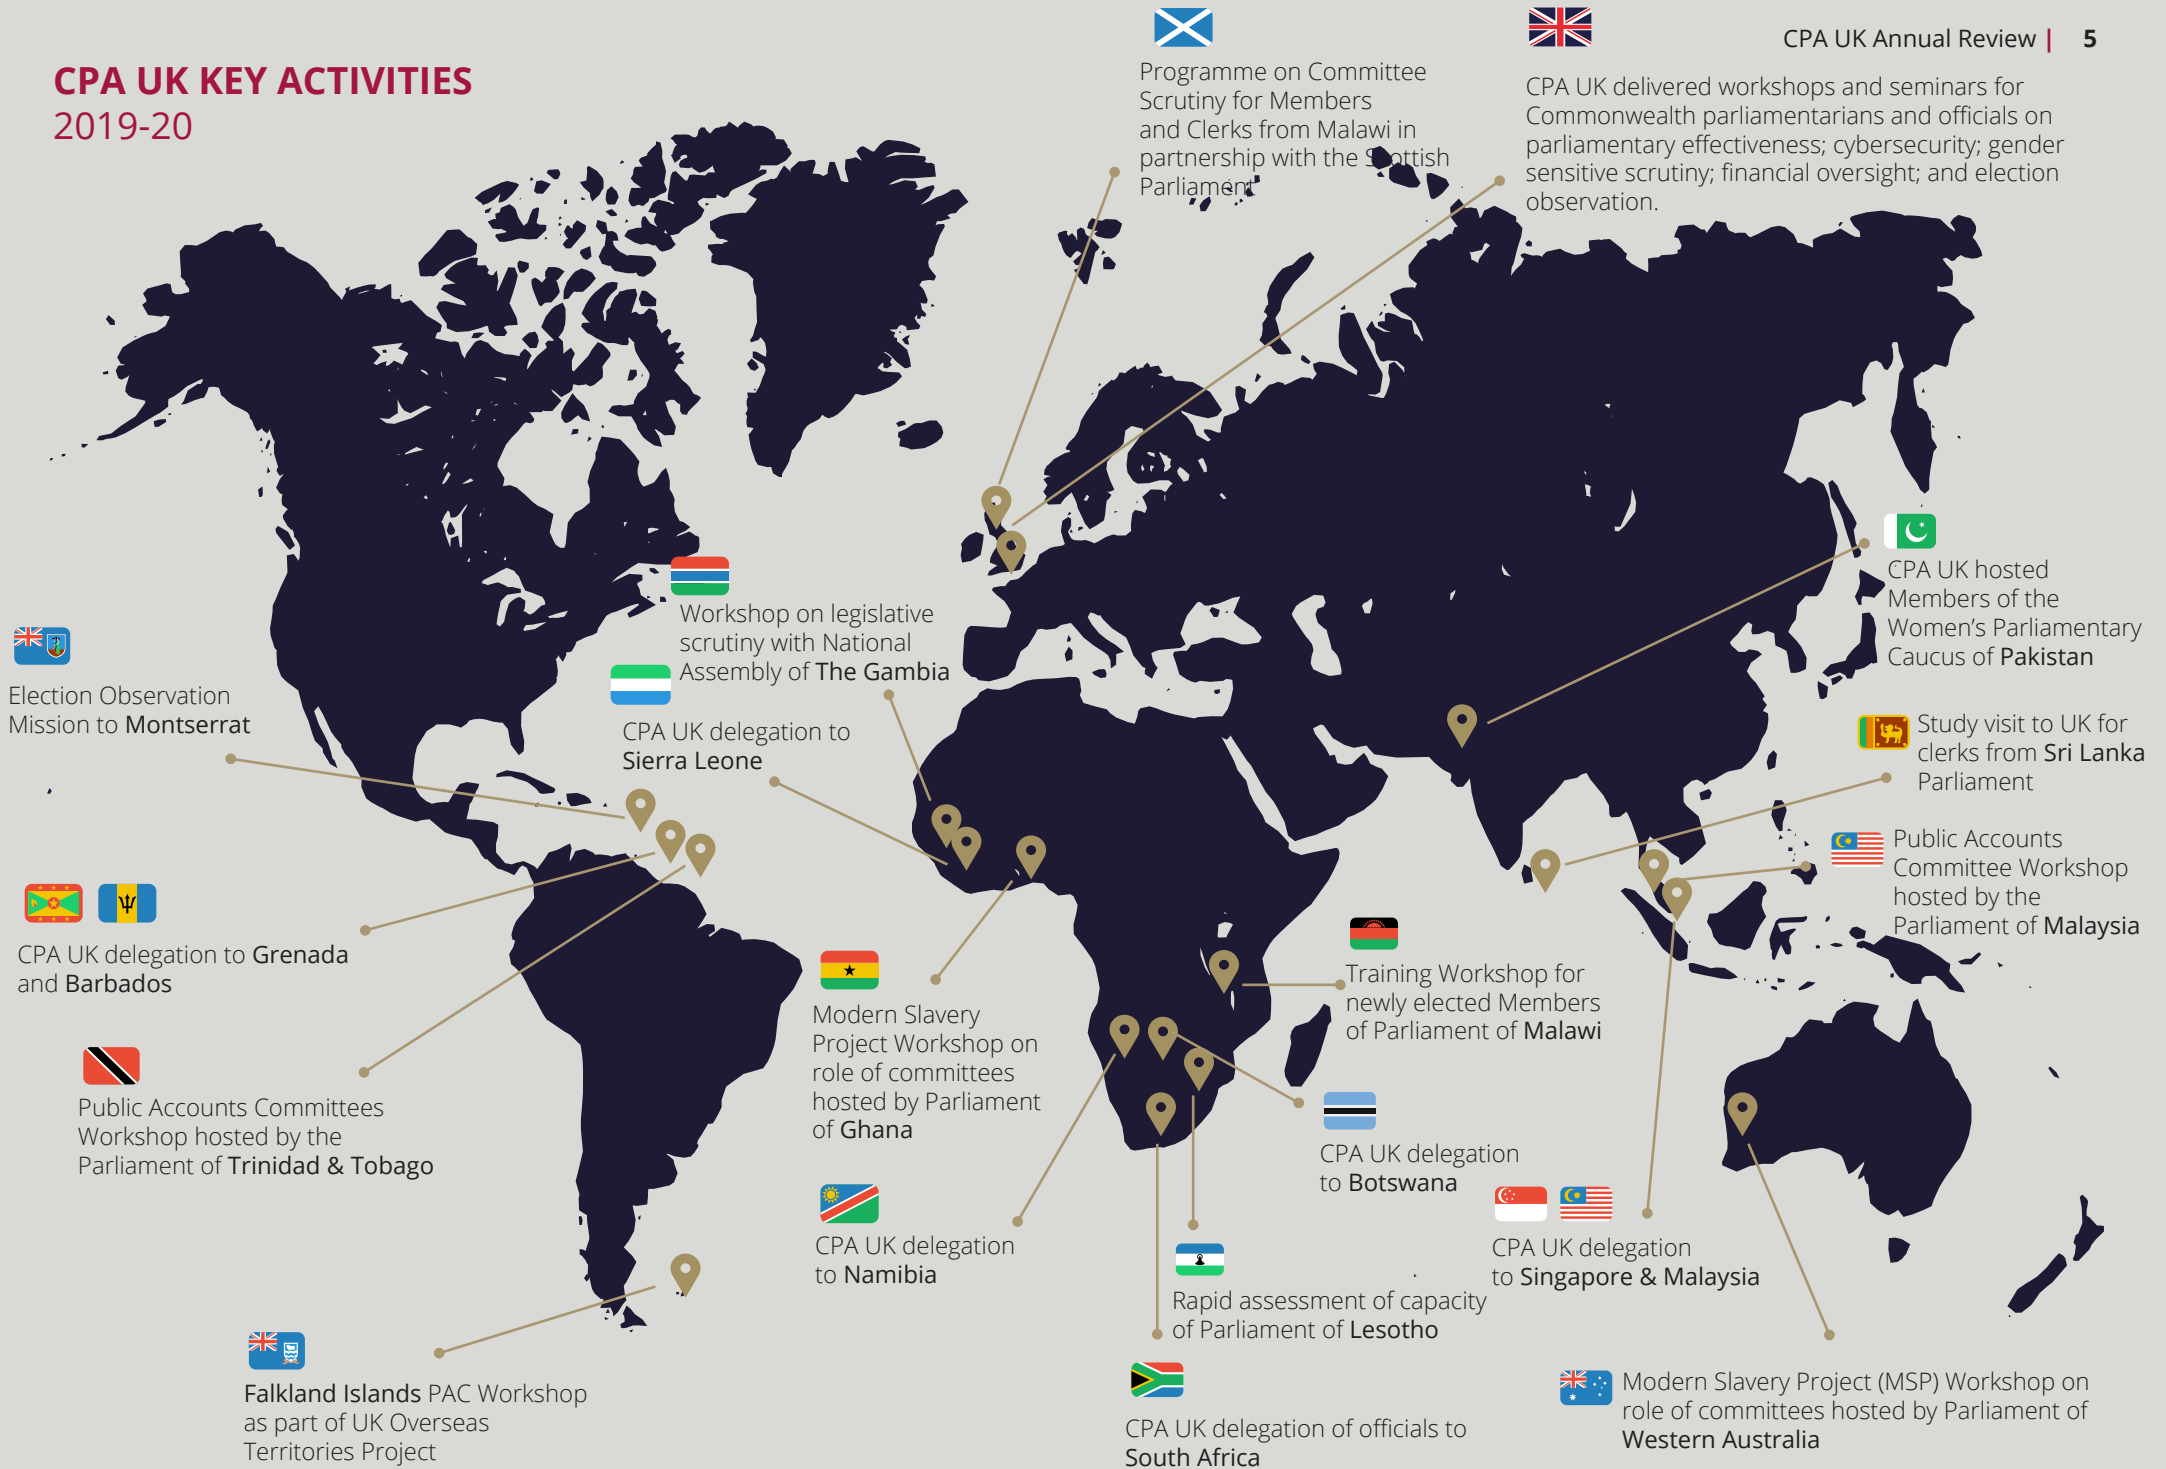 CPA UK Annual Review | 5
CPA UK KEY ACTIVITIES
2019-20
Programme on Committee
Scrutiny for Members
and Clerks from Malawi in
partnership with the Scottish
Parliament
CPA UK delivered workshops and seminars for
Commonwealth parliamentarians and officials on
parliamentary effectiveness; cybersecurity; gender
sensitive scrutiny; financial oversight; and election
observation.
CPA UK hosted
Members of the
Women’s Parliamentary
Caucus of Pakistan
Workshop on legislative
scrutiny with National
Assembly of The Gambia
Election Observation
Mission to Montserrat
CPA UK delegation to
Sierra Leone
Study visit to UK for
clerks from Sri Lanka
Parliament
Public Accounts
Committee Workshop
hosted by the
Parliament of Malaysia
CPA UK delegation to Grenada
and Barbados
Training Workshop for
newly elected Members
of Parliament of Malawi
Modern Slavery
Project Workshop on
role of committees
hosted by Parliament
of Ghana
Public Accounts Committees
Workshop hosted by the
Parliament of Trinidad & Tobago
CPA UK delegation
to Botswana
CPA UK delegation
to Namibia
CPA UK delegation
to Singapore & Malaysia
Rapid assessment of capacity
of Parliament of Lesotho
Falkland Islands PAC Workshop
as part of UK Overseas
Territories Project
CPA UK delegation of officials to
South Africa
Modern Slavery Project (MSP) Workshop on
role of committees hosted by Parliament of
Western Australia